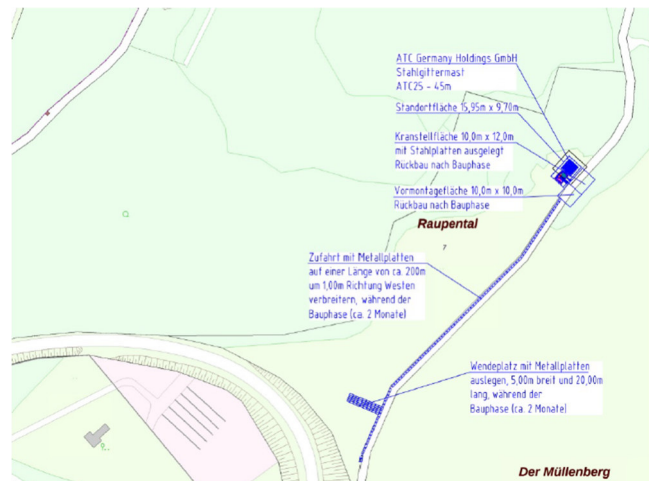 ATC Germany Holdings GmbH
Stahlgittermast
ATC25 - 45m
Standortfläche 15,95m x 9,70m
Kranstellfläche 10,0m x 12,0m
mit Stahlplatten ausgelegt
Rückbau nach Bauphase
Vormontagefläche 10,0m x 10,0m
Rückbau nach Bauphase
Raupental
7
Zufahrt mit Metallplatten
auf einer Länge von ca. 200m
um 1,00m Richtung Westen
verbreitern, während der
Bauphase (ca. 2 Monate)
Wendeplatz mit Metallplatten
auslegen, 5,00m breit und 20,00m
lang, während der
Bauphase (ca. 2 Monate)
Der Müllenberg